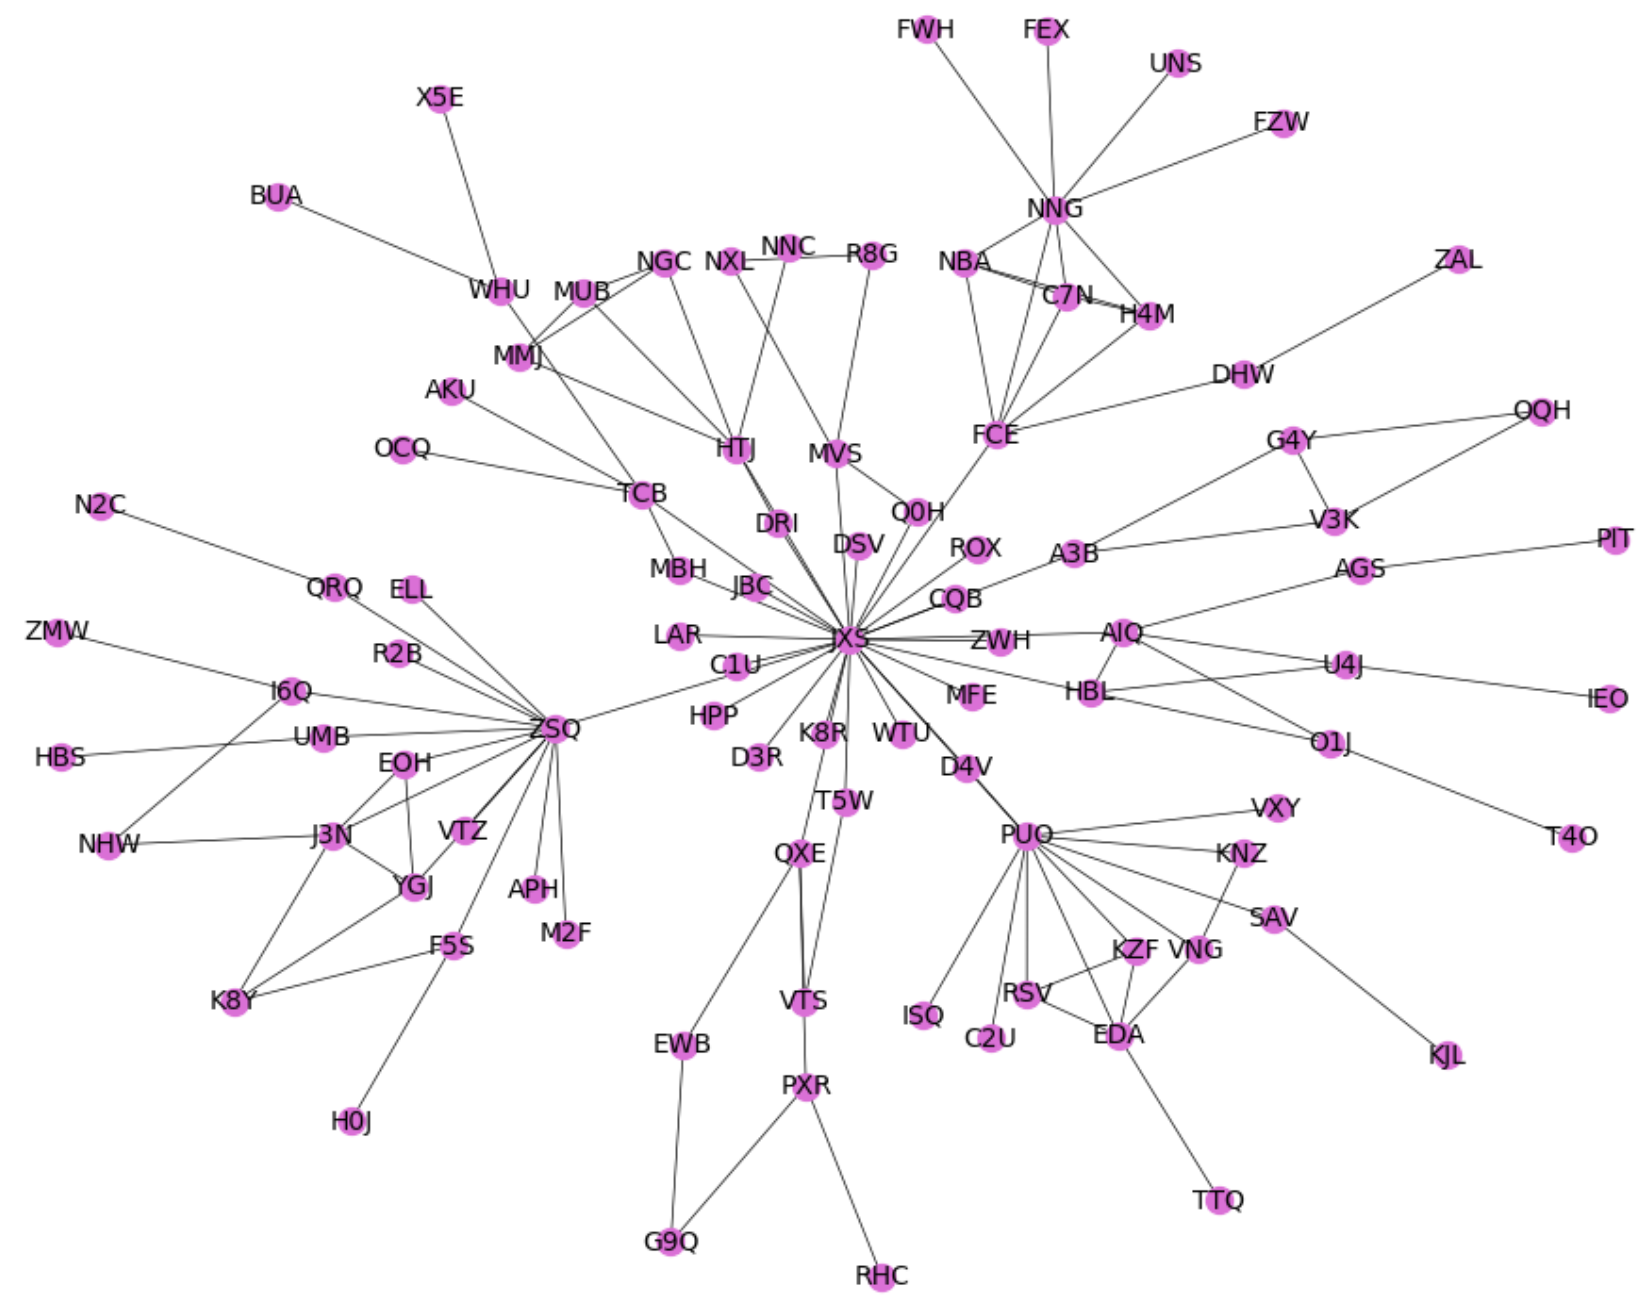 FWH
FEX
UNS
X5E
FZW
BUA
NNG
NNC
R8G
NXL
NGC
NBA
ZAL
WHU
MUB
C7N
H4M
MMJ
DHW
AKU
OQH
FCE
G4Y
OCQ
HTJ
MVS
TCB
N2C
Q0H
DRI
V3K
PIT
DSV
ROX
A3B
MBH
AGS
QRQ
ELL
JBC
CQB
ZMW
LAR
JXS
ZWH
AIQ
R2B
C1U
U4J
I6Q
HBL
MFE
IEO
HPP
ZSQ
K8R
WTU
UMB
O1J
HBS
D3R
EOH
D4V
T5W
VXY
J3N
VTZ
PUO
T4O
NHW
QXE
KNZ
YGJ
APH
SAV
M2F
F5S
KZF
VNG
RSV
K8Y
VTS
ISQ
C2U
EDA
EWB
KJL
PXR
H0J
TTQ
G9Q
RHC